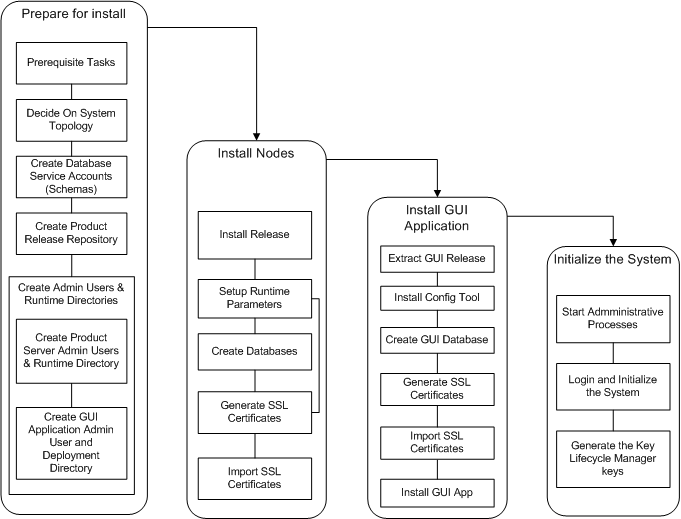 Prepare for install
Prerequisite Tasks
Decide On System
Topology
Create Database
Service Accounts
(Schemas)
Create Product
Release Repository
Create Admin Users &
Runtime Directories
Create Product
Server Admin Users
& Runtime Directory
Create GUI
Application Admin
User and
Deployment
Directory
Install Nodes
Install Release
Setup Runtime
Parameters
Create Databases
Generate SSL
Certificates
Import SSL
Certificates
Install GUI
Application
Extract GUI Release
Install Config Tool
Create GUI Database
Generate SSL
Certificates
Import SSL
Certificates
Install GUI App
Initialize the System
Start Admministrative
Processes
Login and Initialize
the System
Generate the Key
Lifecycle Manager
keys